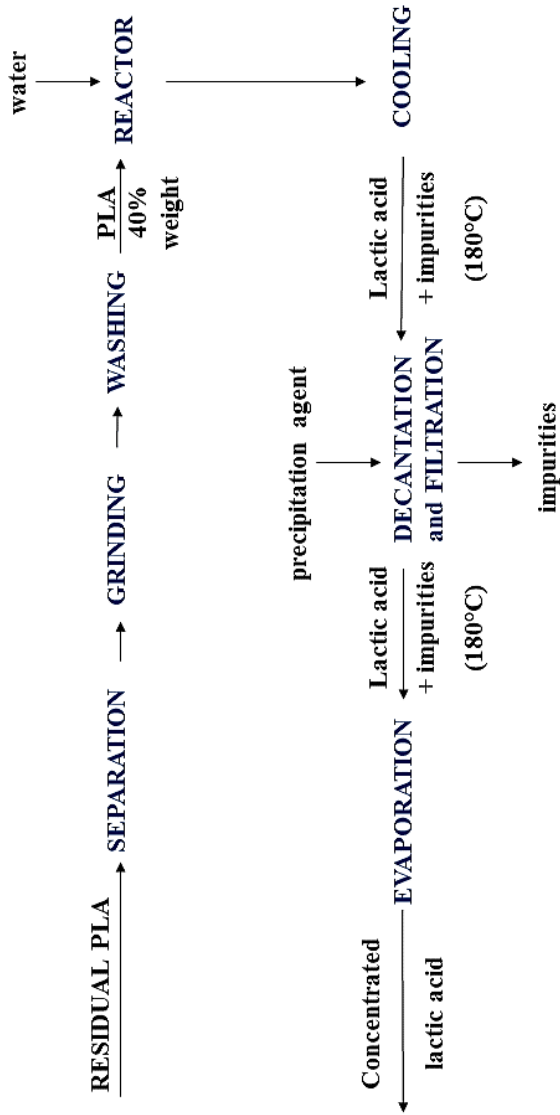 water
RESIDUAL PLA
SEPARATION
GRINDING
WASHING
PLA
40%
weight
REACTOR
COOLING
Lactic acid
+ impurities
(180°C)
precipitation agent
DECANTATION
and FILTRATION
impurities
Lactic acid
+ impurities
(180°C)
EVAPORATION
Concentrated
lactic acid